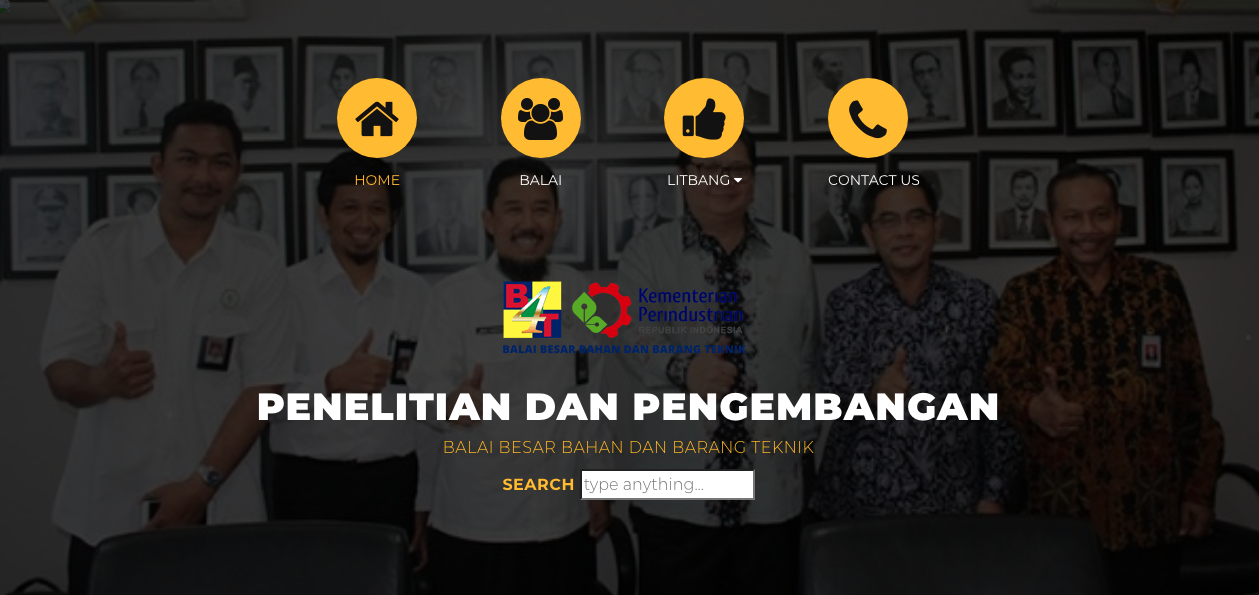 HOME
BALAI
LITBANG
CONTACT US
B4T
Kementerian
Perindustrian
REPUBLIK INDONESIA
BALAI BESAR BAHAN DAN BARANG TEKNIK
PENELITIAN DAN PENGEMBANGAN
BALAI BESAR BAHAN DAN BARANG TEKNIK
SEARCH type anything...